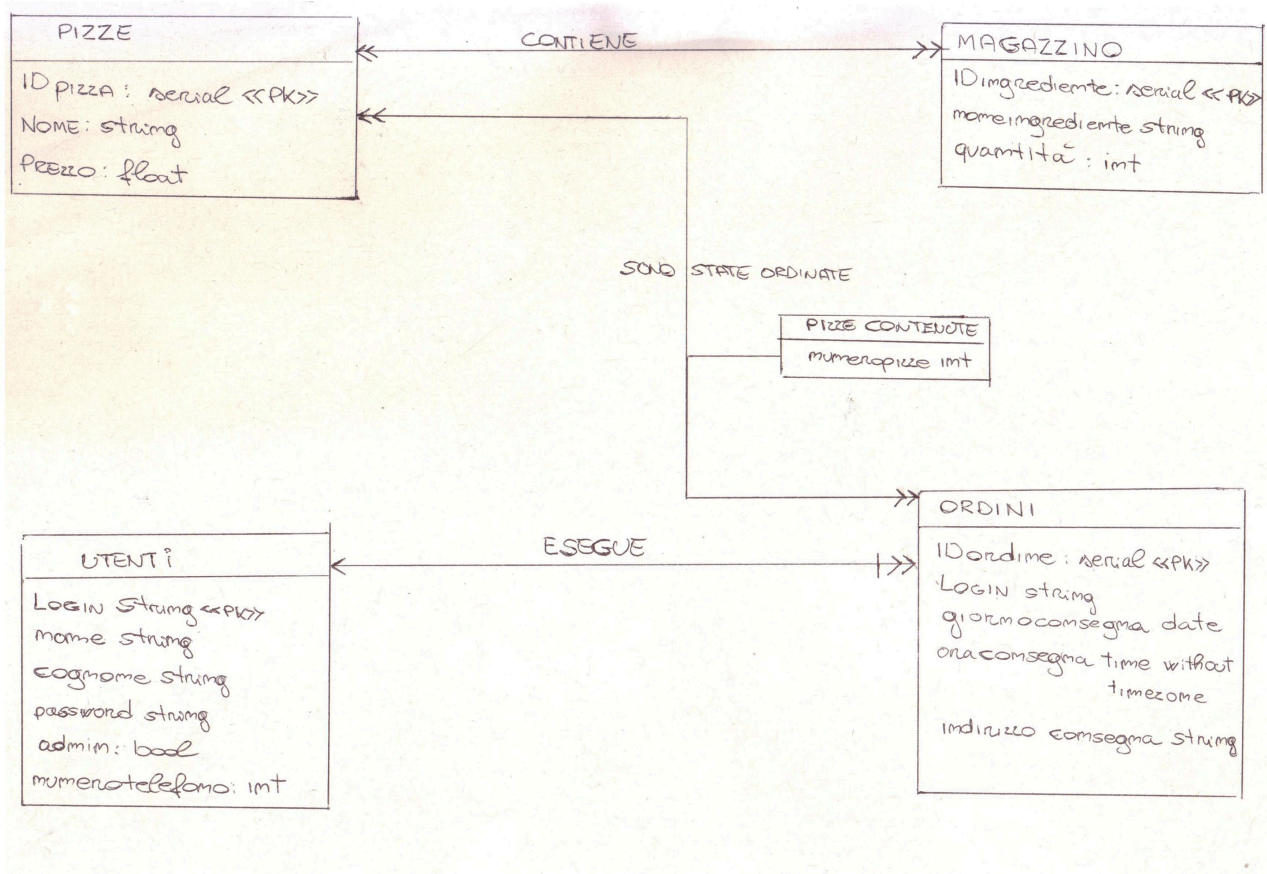 PIZZE
IDPIZZA: serial <<PK>>
NOME: string
PREZZO: float
CONTIENE
MAGAZZINO
IDingrediente: serial <<PK>>
nomeingrediente string
quantità: int
SONO STATE ORDINATE
PIZZE CONTENUTE
numeropizze int
UTENTI
LOGIN string <<PK>>
nome string
cognome string
password string
admin: bool
numerotelefono: int
ESEGUE
ORDINI
IDordine: serial <<PK>>
LOGIN string
giornoconsegna date
oraconsegna time without
timezone
indirizzo consegna string